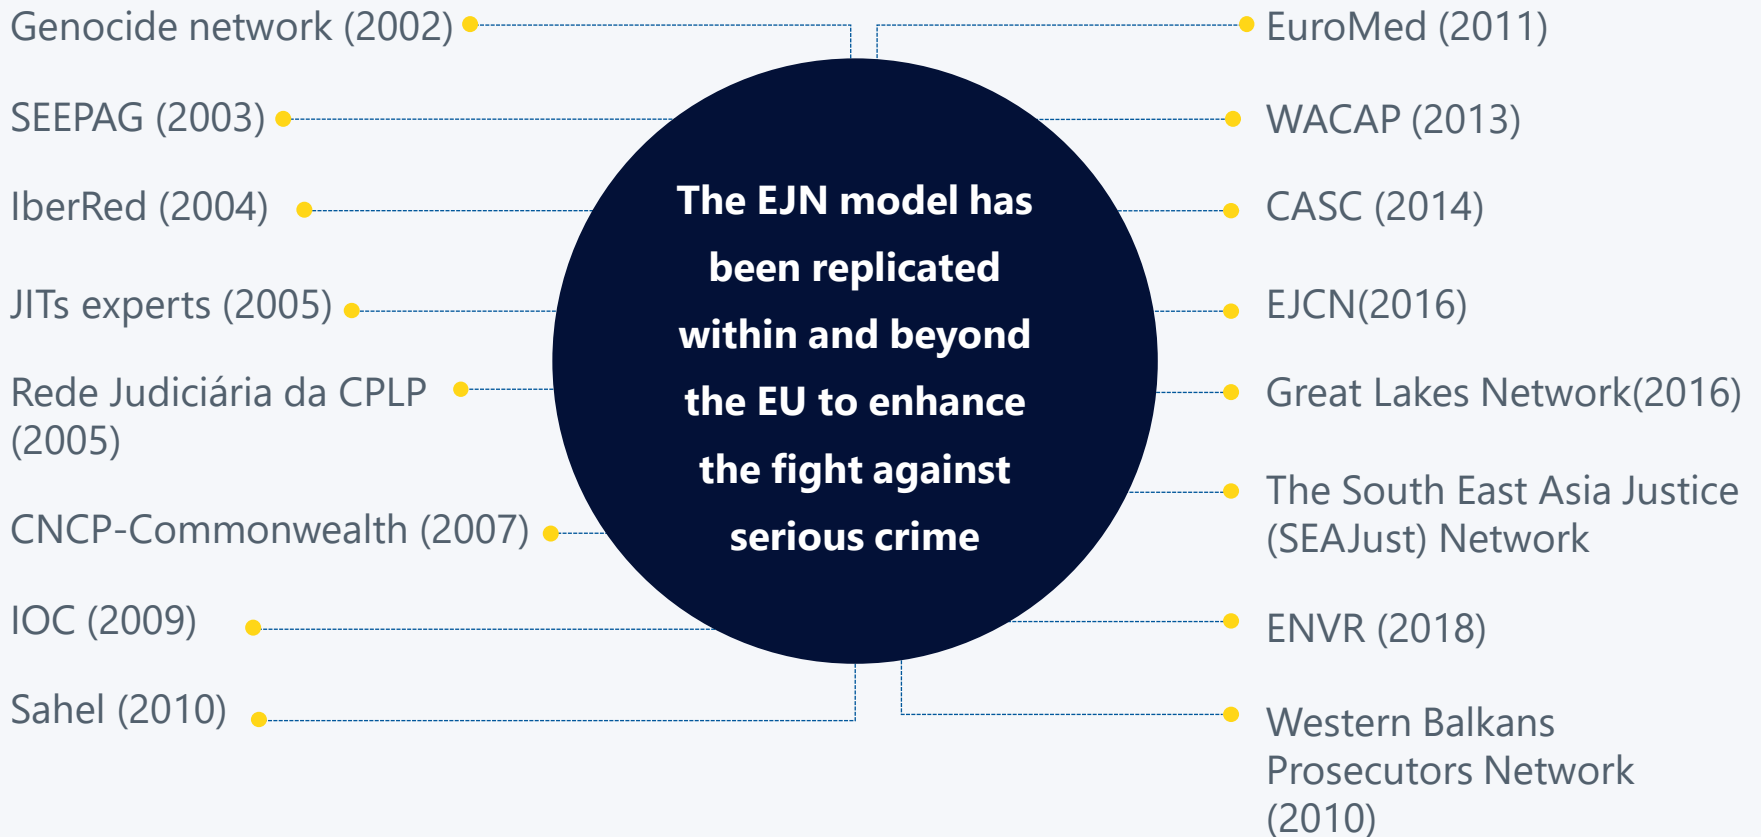 Genocide network (2002)
SEEPAG (2003)
IberRed (2004)
JITs experts (2005)
Rede Judiciária da CPLP
(2005)
CNCP-Commonwealth (2007)
IOC (2009)
Sahel (2010)
The EJN model has
been replicated
within and beyond
the EU to enhance
the fight against
serious crime
EuroMed (2011)
WACAP (2013)
CASC (2014)
EJCN(2016)
Great Lakes Network(2016)
The South East Asia Justice
(SEAJust) Network
ENVR (2018)
Western Balkans
Prosecutors Network
(2010)